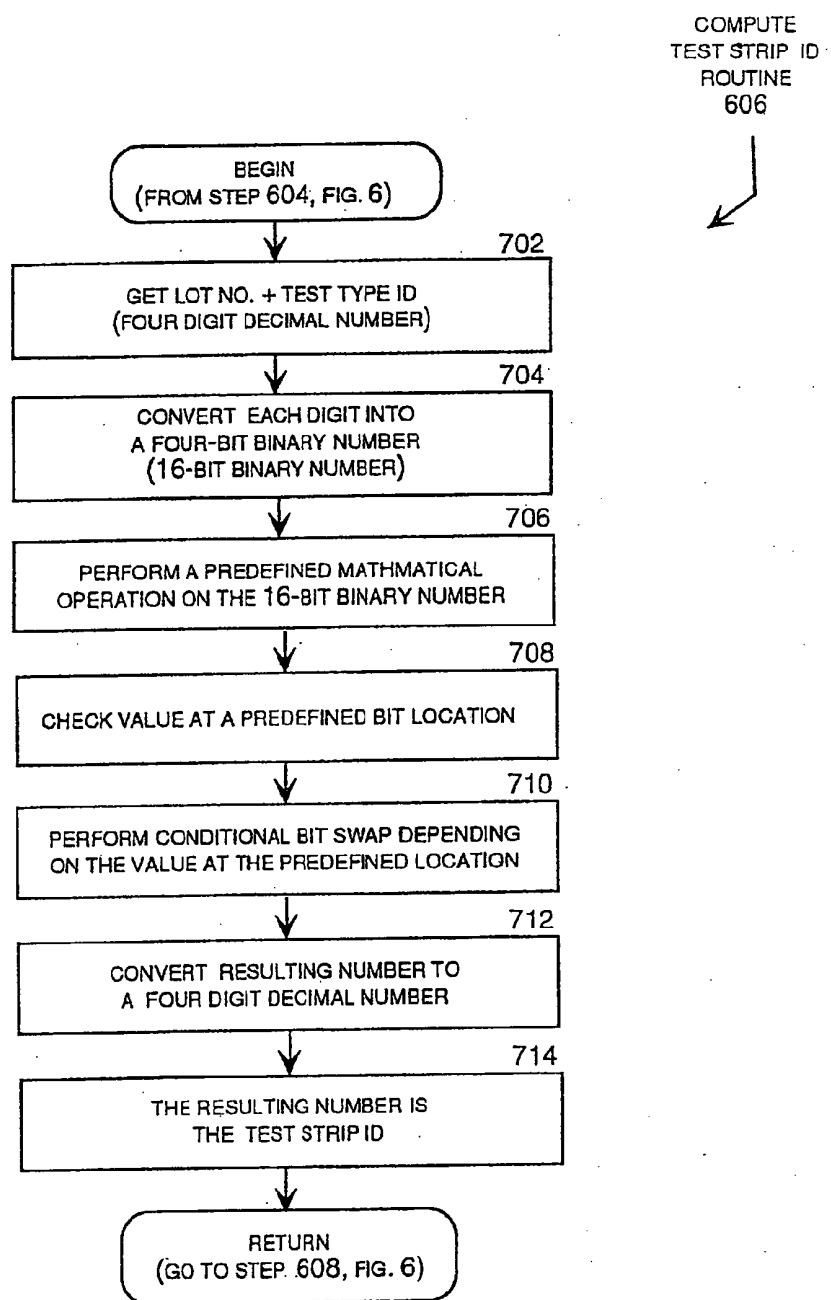 COMPUTE
TEST STRIP ID
ROUTINE
606
BEGIN
(FROM STEP 604, FIG. 6)
702
GET LOT NO. + TEST TYPE ID
(FOUR DIGIT DECIMAL NUMBER)
704
CONVERT EACH DIGIT INTO
A FOUR-BIT BINARY NUMBER
(16-BIT BINARY NUMBER)
706
PERFORM A PREDEFINED MATHMATICAL
OPERATION ON THE 16-BIT BINARY NUMBER
708
CHECK VALUE AT A PREDEFINED BIT LOCATION
710
PERFORM CONDITIONAL BIT SWAP DEPENDING
ON THE VALUE AT THE PREDEFINED LOCATION
712
CONVERT RESULTING NUMBER TO
A FOUR DIGIT DECIMAL NUMBER
714
THE RESULTING NUMBER IS
THE TEST STRIP ID
RETURN
(GO TO STEP 608, FIG. 6)